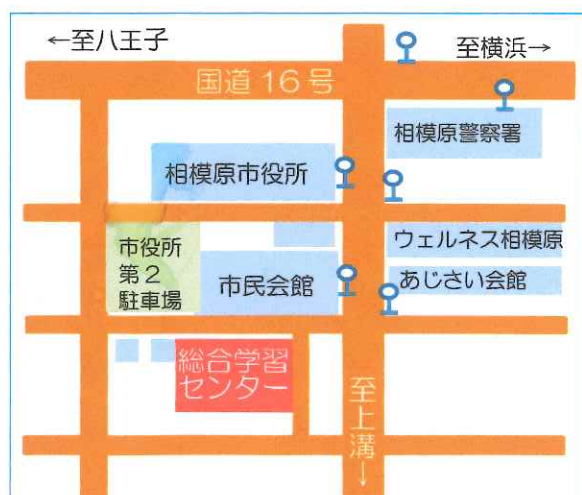 ←至八王子
至横浜→
国道16号
相模原警察署
相模原市役所
市役所
第2
駐車場
ウェルネス相模原
市民会館
あじさい会館
総合学習
センター
至上溝↓